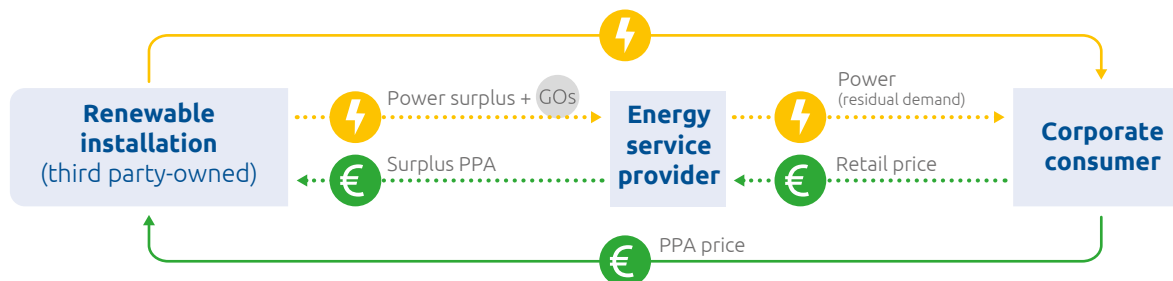 Renewable
installation
(third party-owned)
Power surplus + GOs
Surplus PPA
Energy
service
provider
Power
(residual demand)
Retail price
Corporate
consumer
€
€
€
PPA price